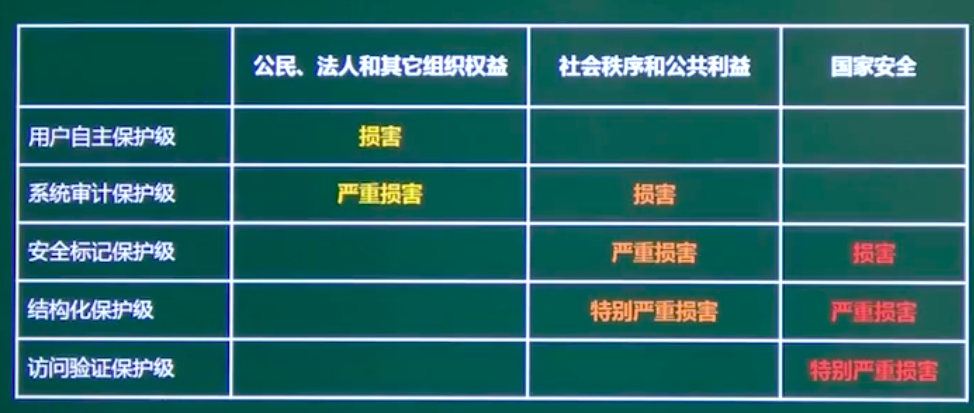 公民、法人和其它组织权益 社会秩序和公共利益 国家安全
用户自主保护级 损害
系统审计保护级 严重损害 损害
安全标记保护级 严重损害 损害
结构化保护级 特别严重损害 严重损害
访问验证保护级 特别严重损害